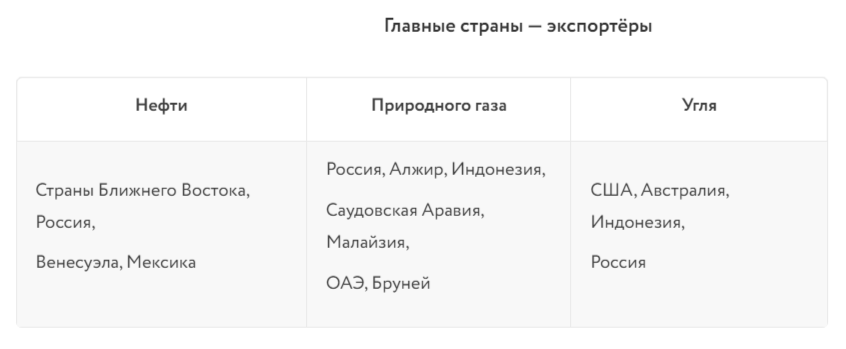 Главные страны — экспортёры
Нефти
Природного газа
Угля
Страны Ближнего Востока,
Россия,
Венесуэла, Мексика
Россия, Алжир, Индонезия,
Саудовская Аравия,
Малайзия,
ОАЭ, Бруней
США, Австралия,
Индонезия,
Россия